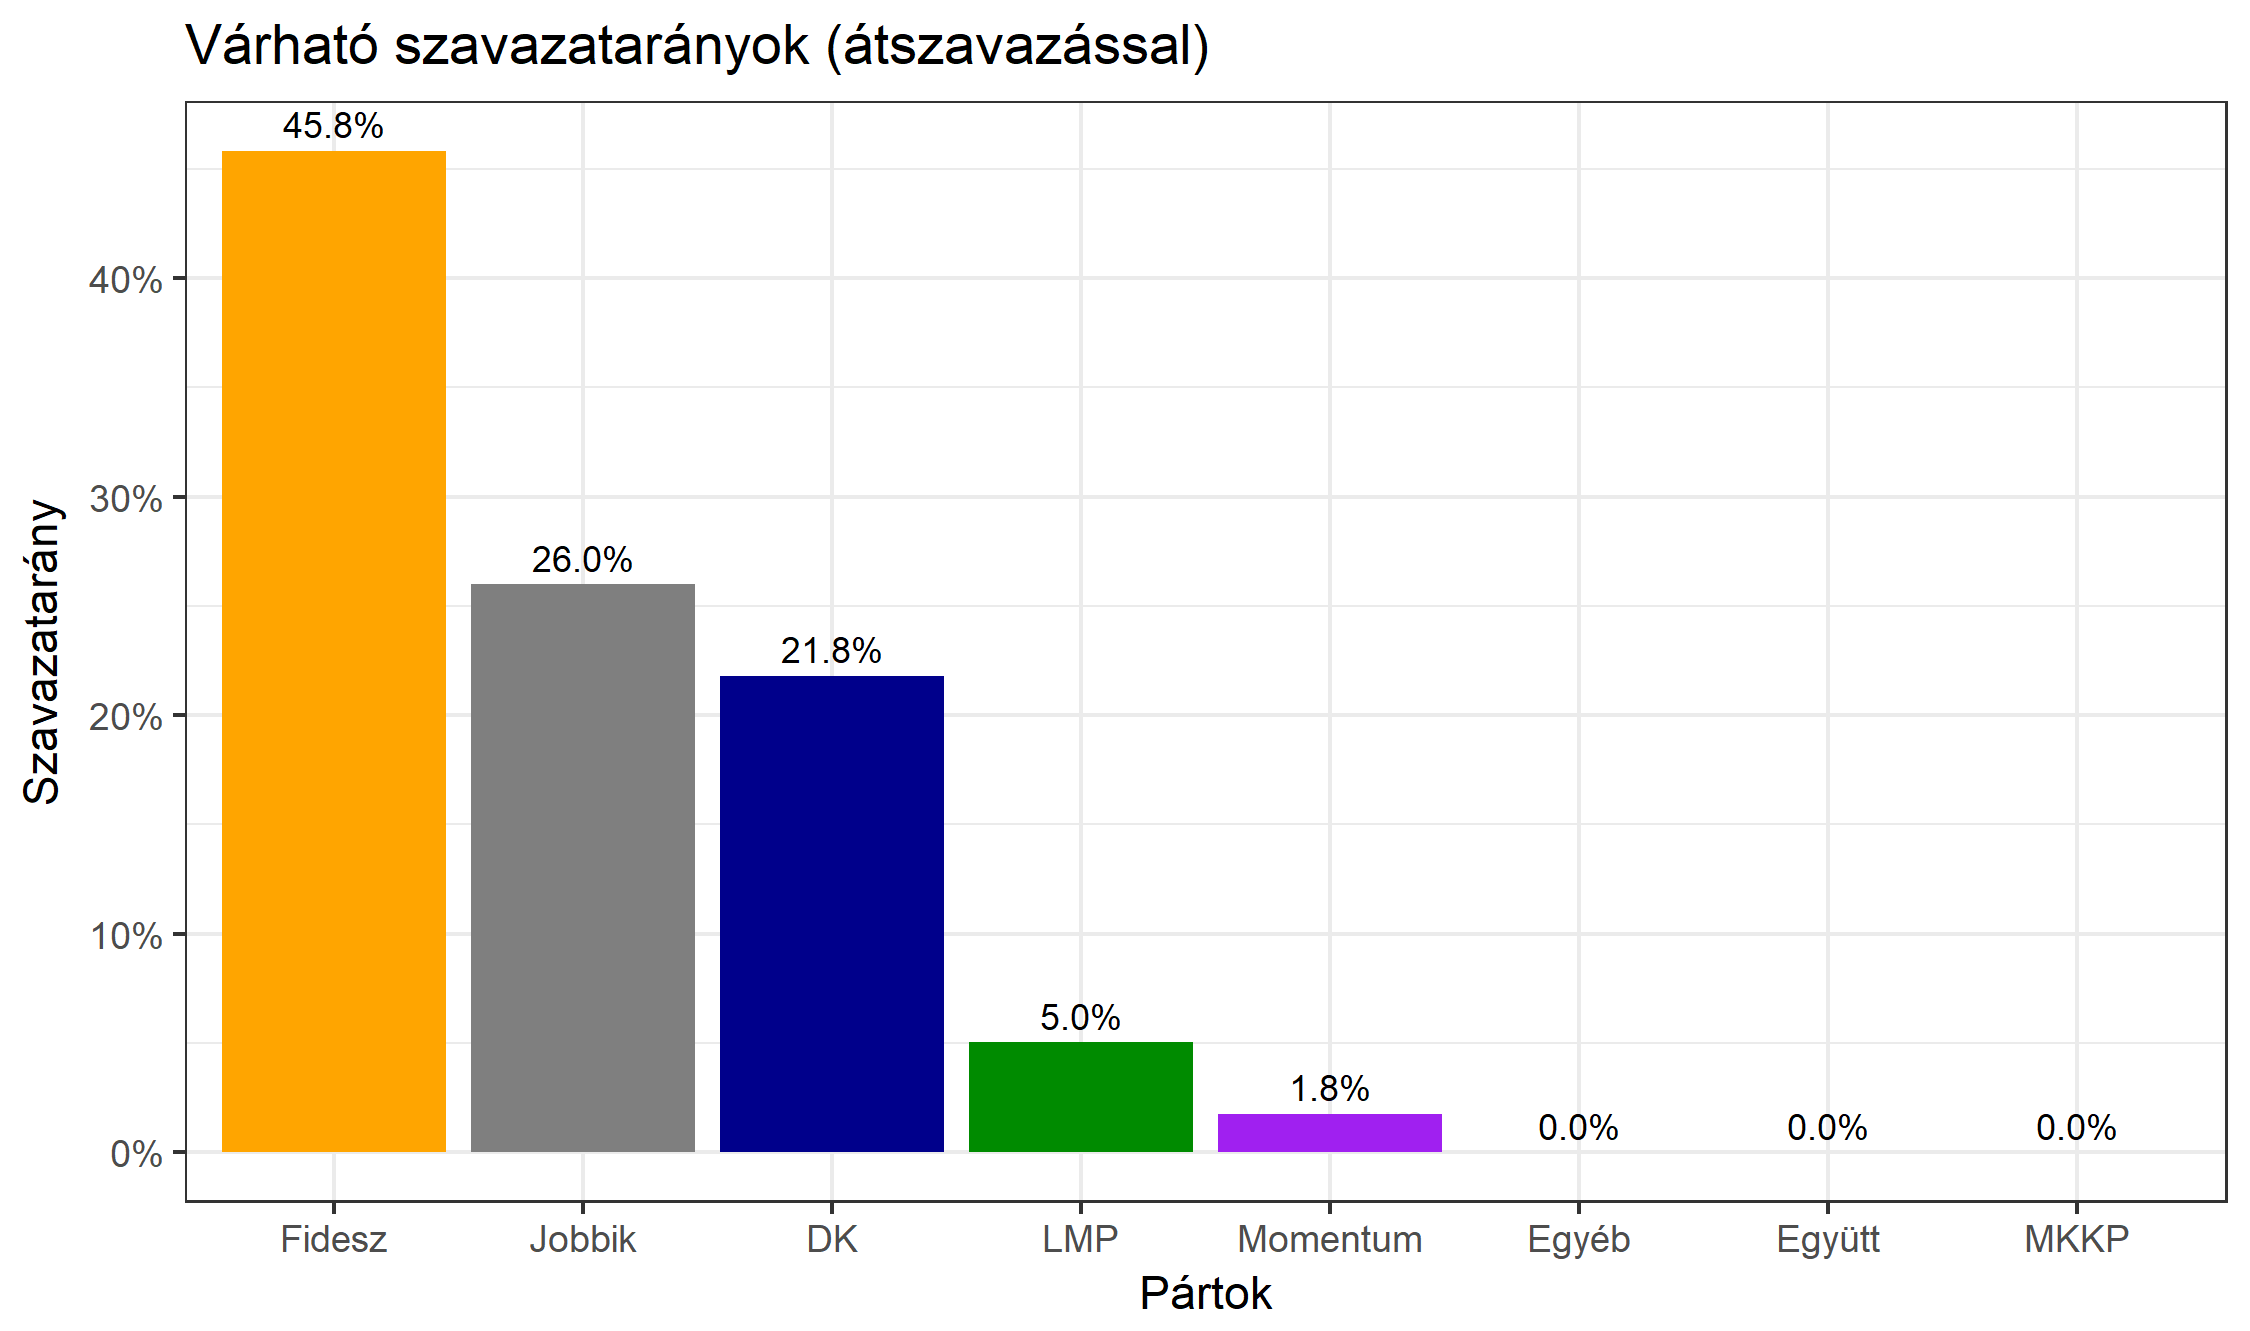 Várható szavazatarányok (átszavazással)
Szavazatarány
40%
30%
20%
10%
0%
45.8%
26.0%
21.8%
5.0%
1.8%
0.0%
0.0%
0.0%
Fidesz
Jobbik
DK
LMP
Momentum
Egyéb
Együtt
MKKP
Pártok